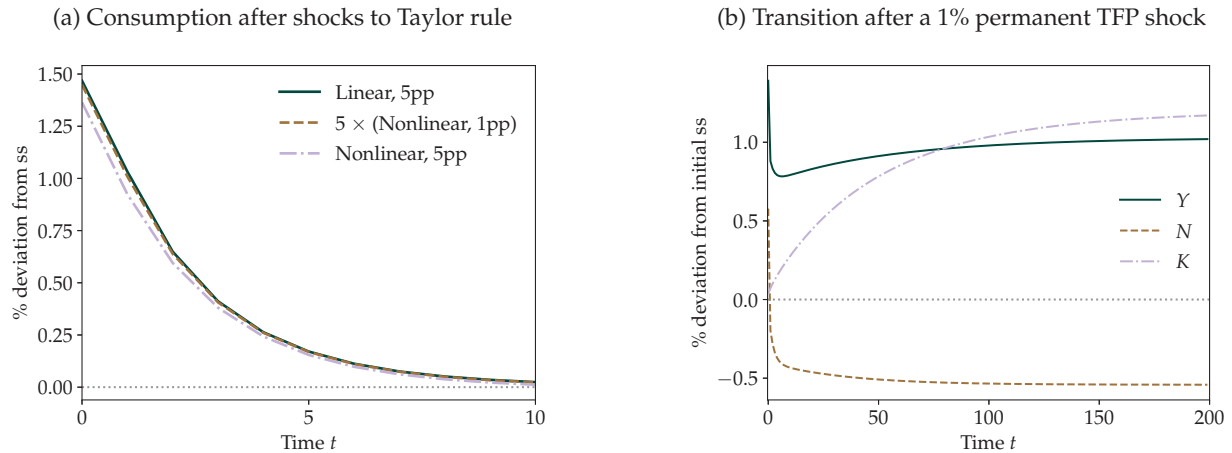 (a) Consumption after shocks to Taylor rule
1.50
1.25
1.00
0.75
0.50
0.25
0.00
% deviation from ss
Linear, 5pp
5 × (Nonlinear, 1pp)
Nonlinear, 5pp
0
5
10
Time t
(b) Transition after a 1% permanent TFP shock
1.0
0.5
0.0
−0.5
% deviation from initial ss
Y
N
K
0
50
100
150
200
Time t